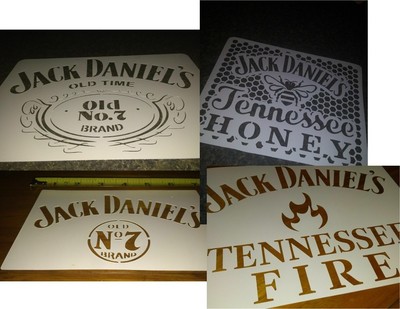 JACK DANIEL'S
OLD TIME
Old
No.7
BRAND
JACK DANIEL'S
Tennessee
HONEY
JACK DANIEL'S
OLD
No7
BRAND
JACK DANIEL'S
TENNESSEE
FIRE